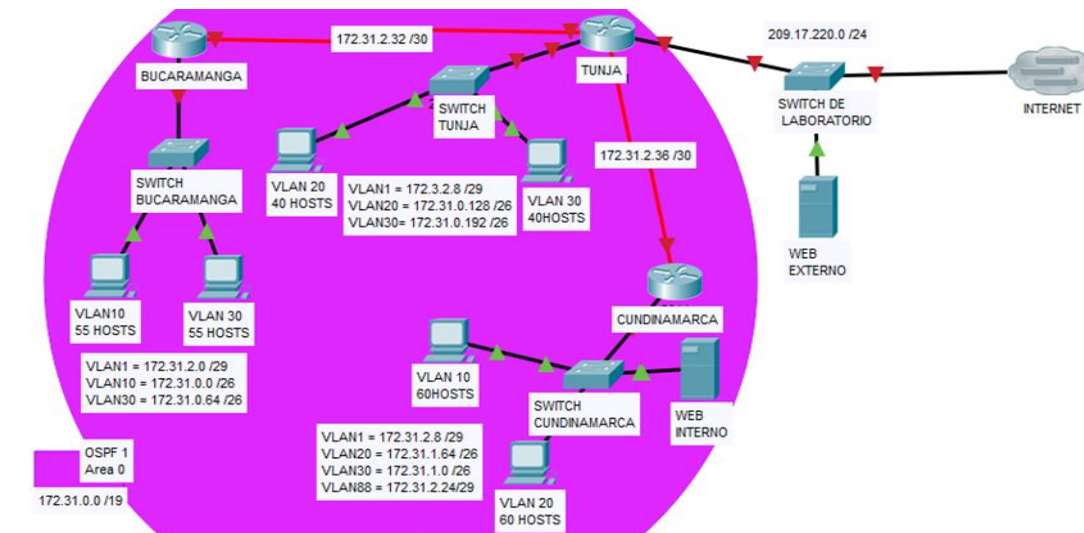 172.31.2.32 /30
209.17.220.0 /24
BUCARAMANGA
TUNJA
SWITCH DE
LABORATORIO
INTERNET
SWITCH
TUNJA
172.31.2.36 /30
SWITCH
BUCARAMANGA
VLAN 20
40 HOSTS
VLAN1 = 172.3.2.8 /29
VLAN20 = 172.31.0.128 /26
VLAN30= 172.31.0.192 /26
VLAN 30
40HOSTS
WEB
EXTERNO
VLAN10
55 HOSTS
VLAN 30
55 HOSTS
CUNDINAMARCA
VLAN1 = 172.31.2.0 /29
VLAN10 = 172.31.0.0 /26
VLAN30 = 172.31.0.64 /26
VLAN 10
60HOSTS
SWITCH
CUNDINAMARCA
WEB
INTERNO
VLAN1 = 172.31.2.8 /29
VLAN20 = 172.31.1.64 /26
VLAN30 = 172.31.1.0 /26
VLAN88 = 172.31.2.24/29
OSPF 1
Area 0
172.31.0.0 /19
VLAN 20
60 HOSTS